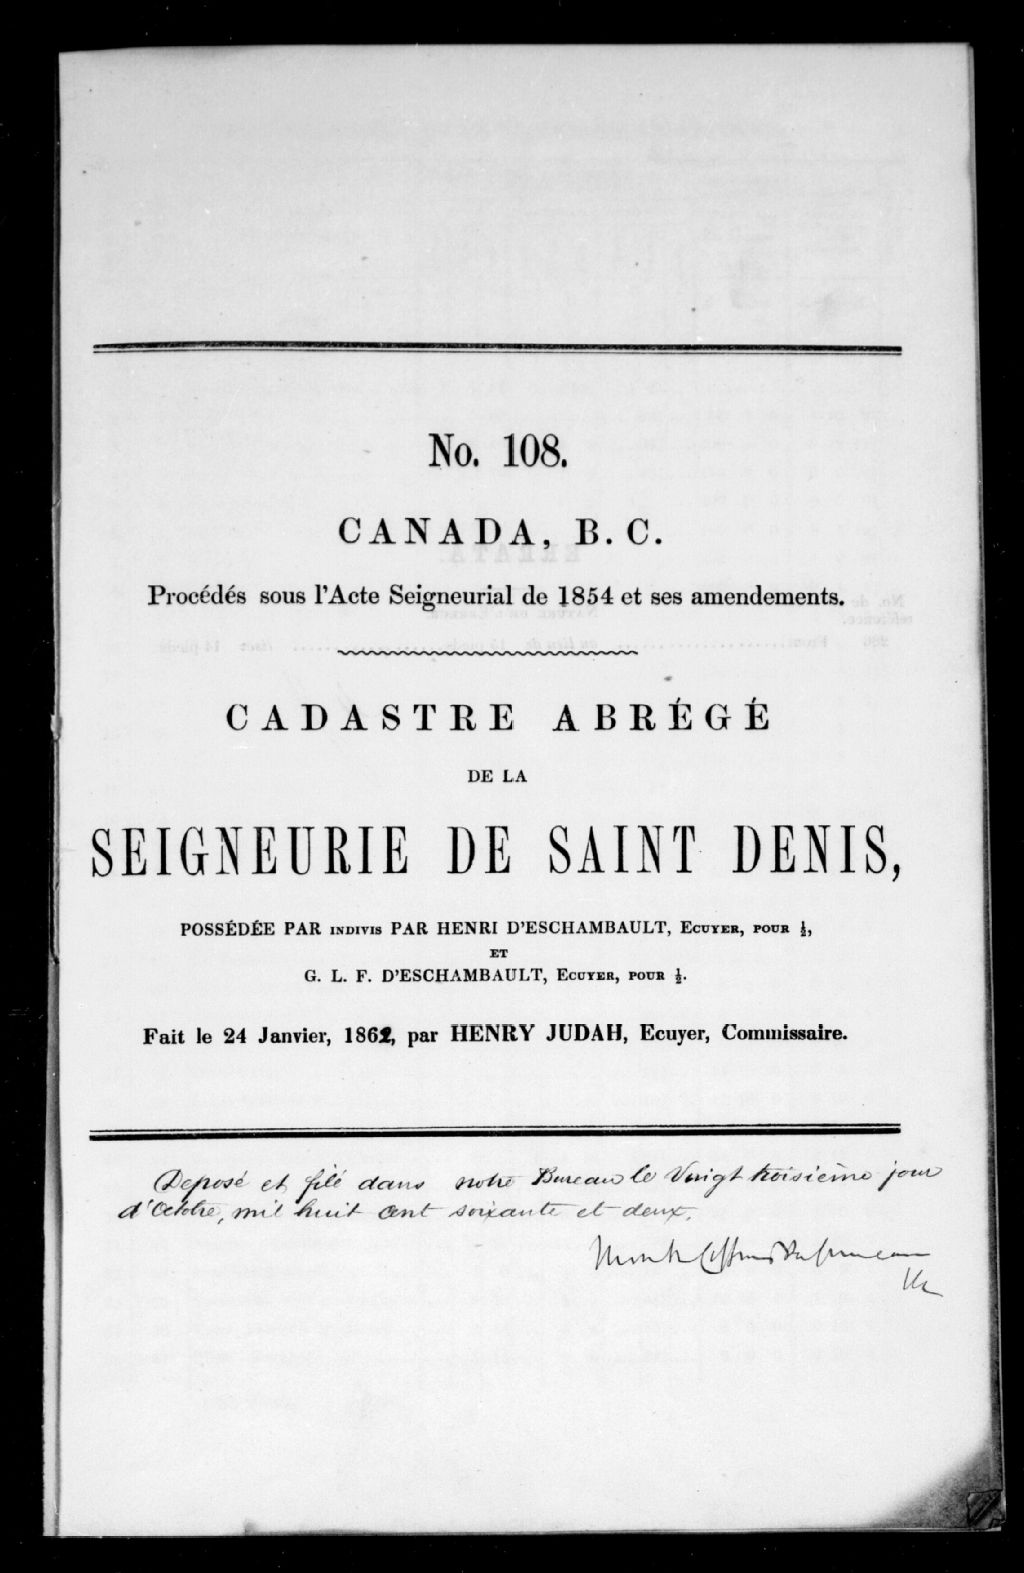 No. 108.
CANADA, B. C.
Procédés sous l'Acte Seigneurial de 1854 et ses amendements.
CADASTRE ABRÉGÉ
DE LA
SEIGNEURIE DE SAINT DENIS,
POSSÉDÉE PAR INDIVIS PAR HENRI D'ESCHAMBAULT, ECUYER, POUR ½,
ET
G. L. F. D'ESCHAMBAULT, ECUYER, POUR ½.
Fait le 24 Janvier, 1862, par HENRY JUDAH, Ecuyer, Commissaire.
Deposé et filé dans notre Bureau le Vingt troisième jour
d'Octobre, mil huit cent soixante et deux.